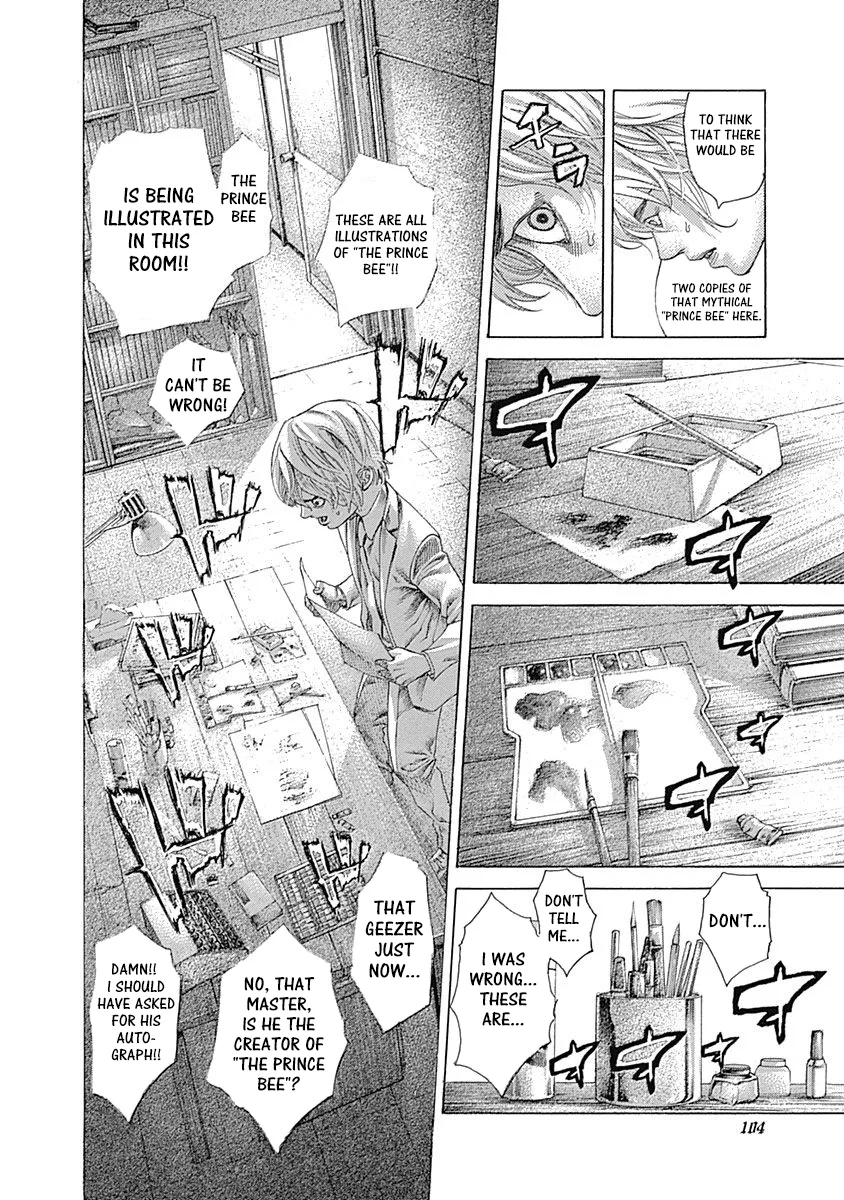 TO THINK
THAT THERE
WOULD BE
TWO COPIES OF
THAT MYTHICAL
"PRINCE BEE" HERE.
チラ
DON'T...
DON'T
TELL
ME...
I WAS
WRONG...
THESE
ARE...
THESE ARE ALL
ILLUSTRATIONS
OF "THE PRINCE
BEE"!!
THE
PRINCE
BEE
IS BEING
ILLUSTRATED
IN THIS
ROOM!!
IT
CAN'T BE
WRONG!
THAT
GEEZER
JUST
NOW...
NO, THAT
MASTER,
IS HE THE
CREATOR OF
"THE PRINCE
BEE"?
DAMN!!
I SHOULD
HAVE ASKED
FOR HIS
AUTO-
GRAPH!!
104